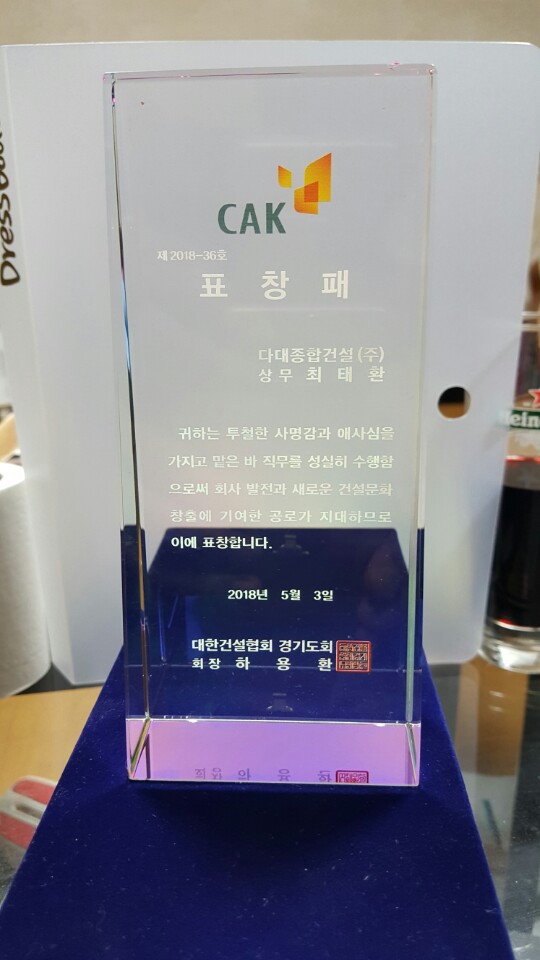 CAK
제 2018-36호
표 창 패
다대종합건설 (주)
상무 최 태 환
귀하는 투철한 사명감과 애사심을
가지고 맡은 바 직무를 성실히 수행함
으로써 회사 발전과 새로운 건설문화
창출에 기여한 공로가 지대하므로
이에 표창합니다.
2018년 5월 3일
대한건설협회 경기도회
회장 하 용 환